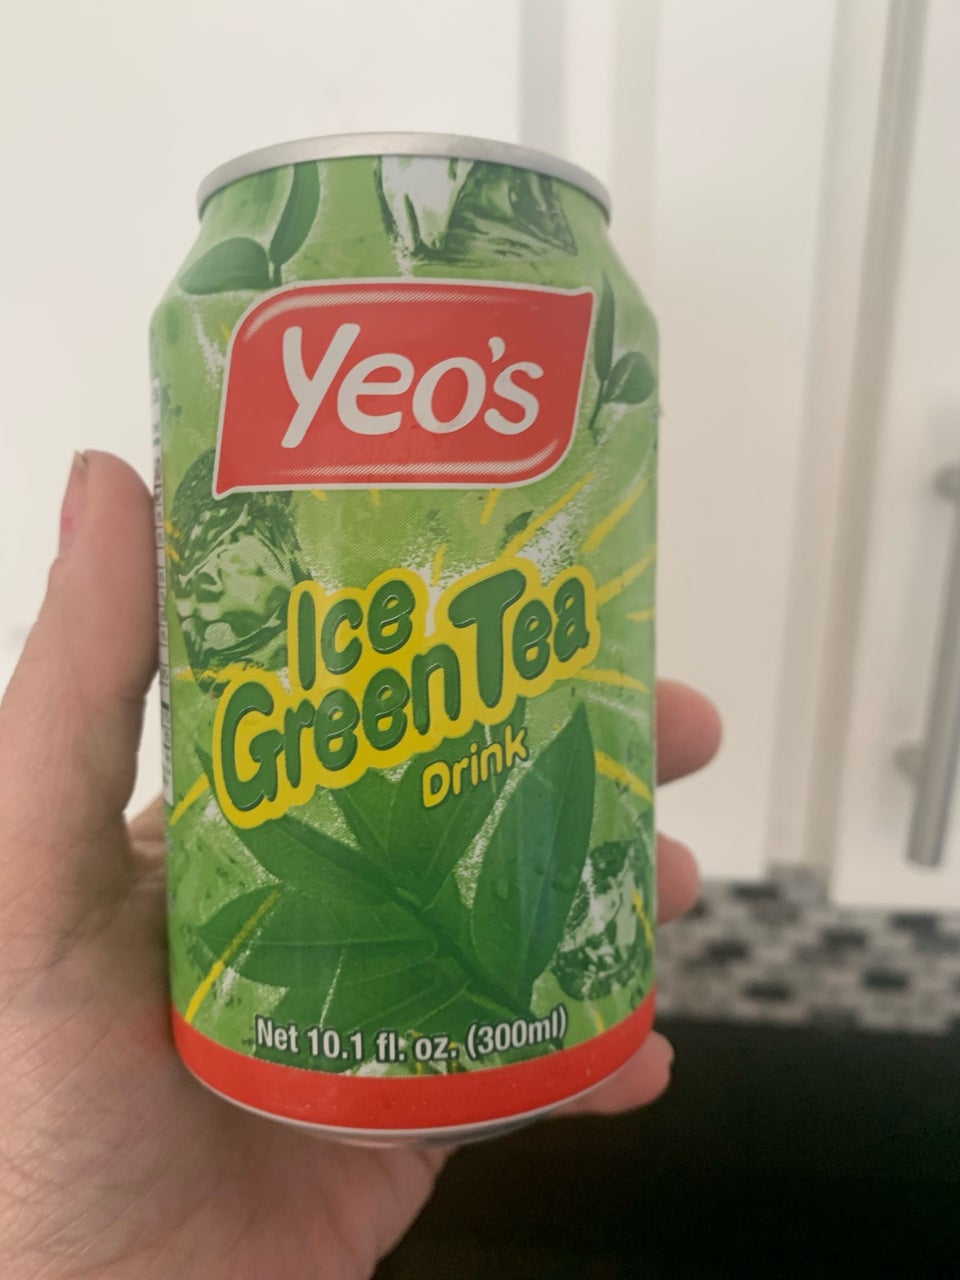 Yeo's
Ice
Green Tea
Drink
Net 10.1 fl. oz. (300ml)